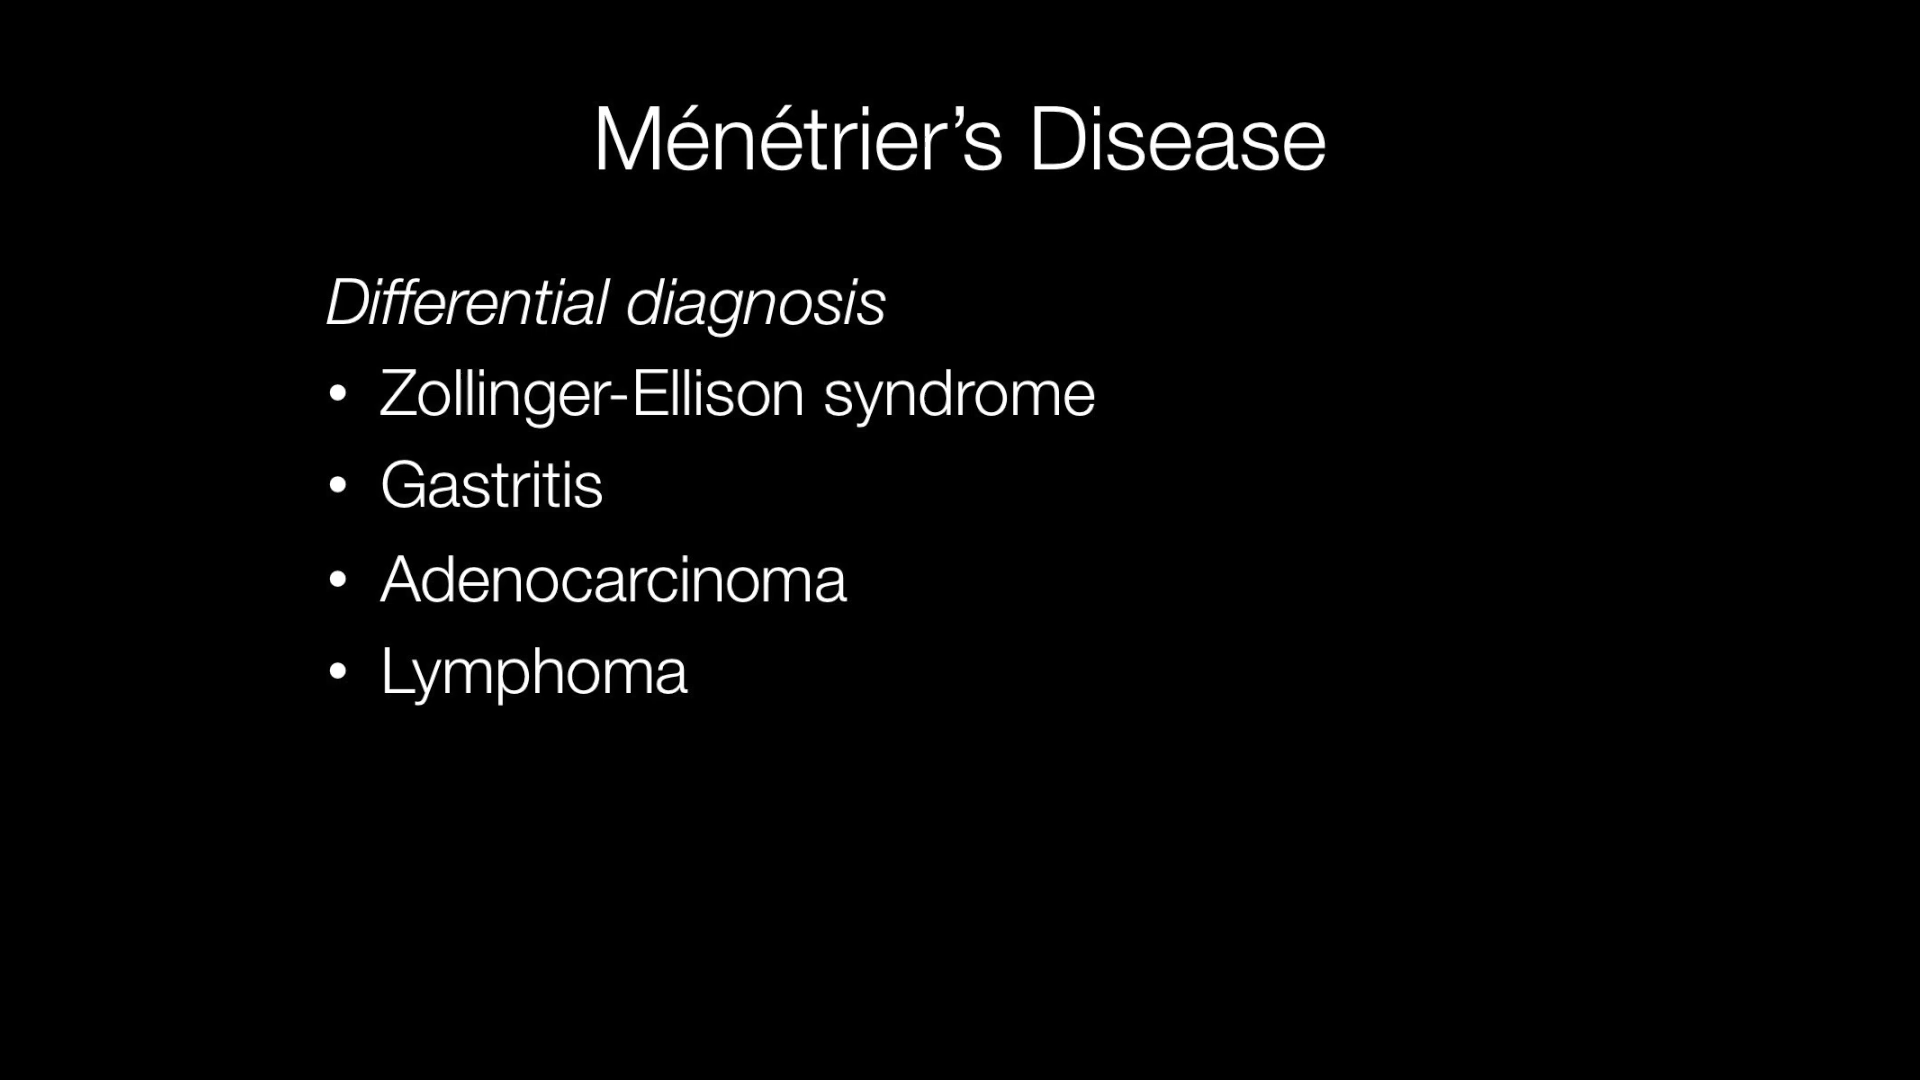 Ménétrier’s Disease
Differential diagnosis
• Zollinger-Ellison syndrome
• Gastritis
• Adenocarcinoma
• Lymphoma